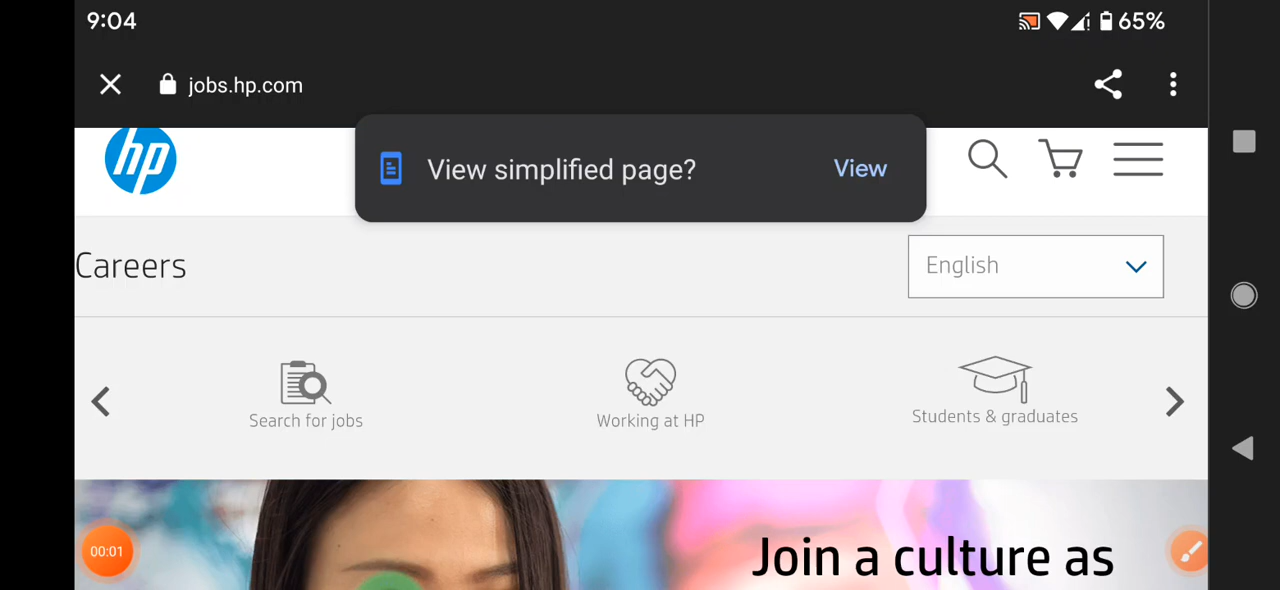 9:04
65%
jobs.hp.com
hp
View simplified page?
View
Careers
English
Search for jobs
Working at HP
Students & graduates
00:01
Join a culture as